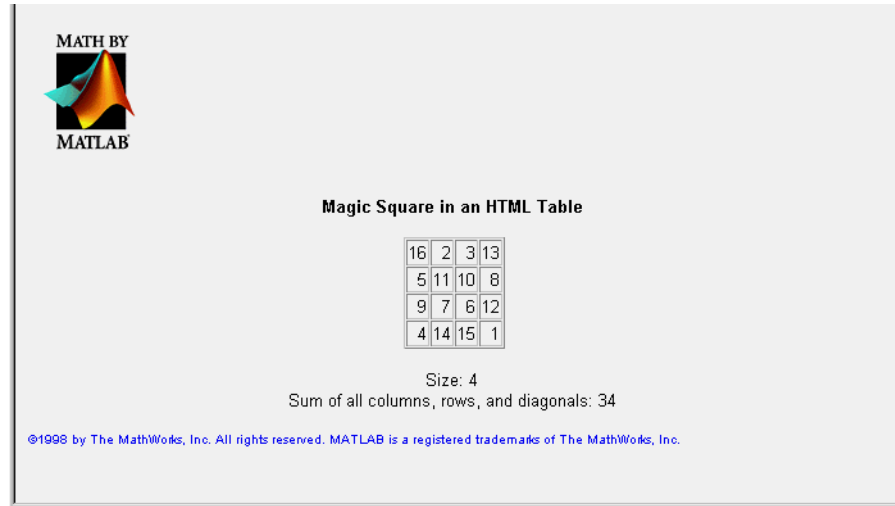 MATH BY
MATLAB
Magic Square in an HTML Table
16 2 3 13
5 11 10 8
9 7 6 12
4 14 15 1
Size: 4
Sum of all columns, rows, and diagonals: 34
©1998 by The MathWorks, Inc. All rights reserved. MATLAB is a registered trademarks of The MathWorks, Inc.